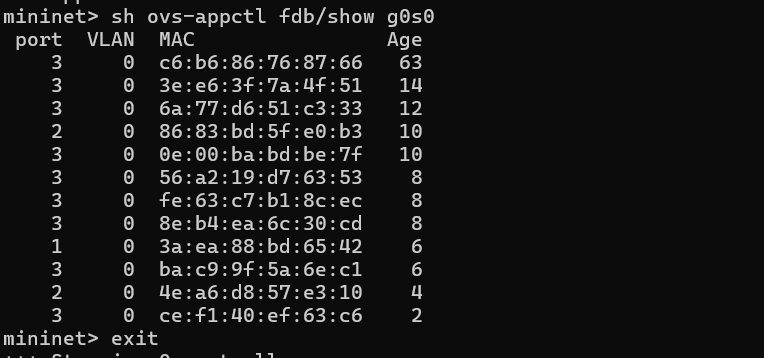 mininet> sh ovs-appctl fdb/show g0s0
port VLAN MAC Age
3 0 c6:b6:86:76:87:66 63
3 0 3e:e6:3f:7a:4f:51 14
3 0 6a:77:d6:51:c3:33 12
2 0 86:83:bd:5f:e0:b3 10
3 0 0e:00:ba:bd:be:7f 10
3 0 56:a2:19:d7:63:53 8
3 0 fe:63:c7:b1:8c:ec 8
3 0 8e:b4:ea:6c:30:cd 8
1 0 3a:ea:88:bd:65:42 6
3 0 ba:c9:9f:5a:6e:c1 6
2 0 4e:a6:d8:57:e3:10 4
3 0 ce:f1:40:ef:63:c6 2
mininet> exit